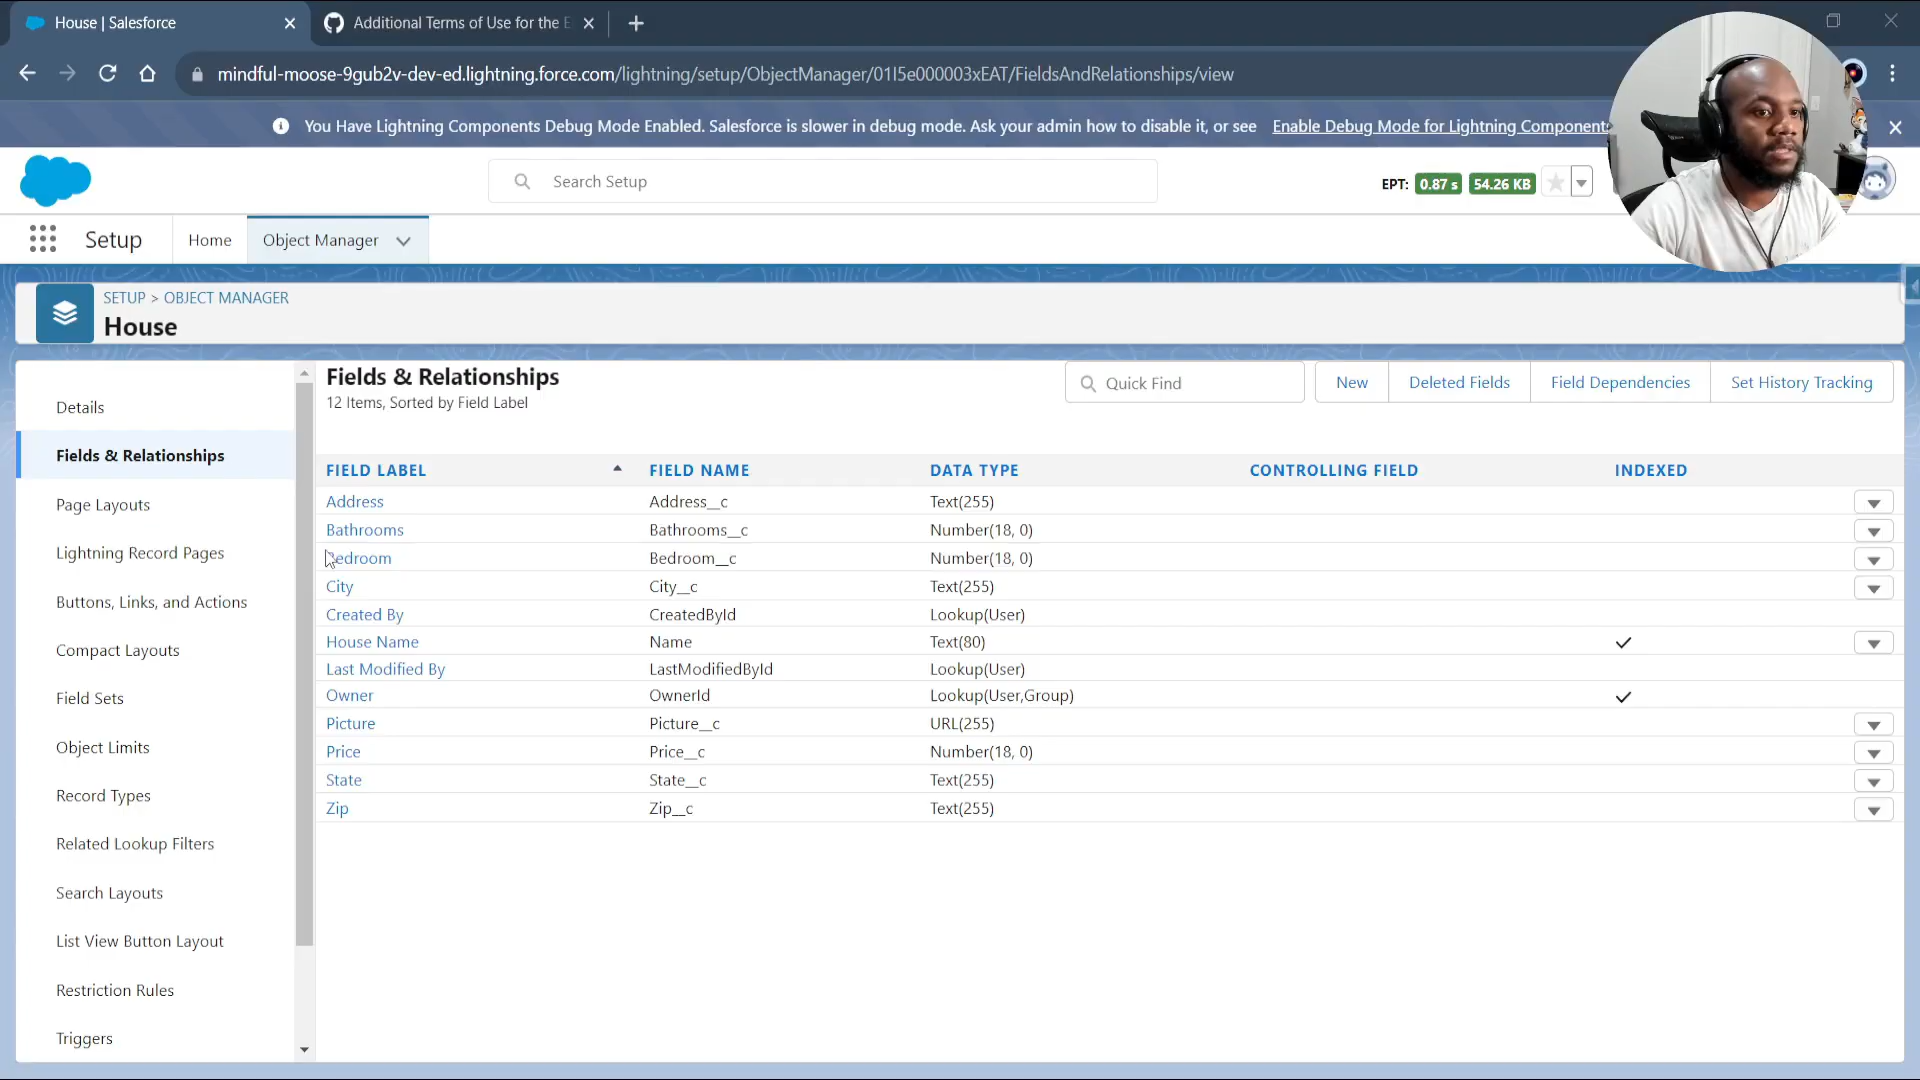 House | Salesforce
Additional Terms of Use for the E
mindful-moose-9gub2v-dev-ed.lightning.force.com/lightning/setup/ObjectManager/01I5e000003xEAT/FieldsAndRelationships/view
You Have Lightning Components Debug Mode Enabled. Salesforce is slower in debug mode. Ask your admin how to disable it, or see Enable Debug Mode for Lightning Component
Search Setup
EPT: 0.87 s 54.26 KB
Setup
Home
Object Manager
SETUP > OBJECT MANAGER
House
Details
Fields & Relationships
Page Layouts
Lightning Record Pages
Buttons, Links, and Actions
Compact Layouts
Field Sets
Object Limits
Record Types
Related Lookup Filters
Search Layouts
List View Button Layout
Restriction Rules
Triggers
Fields & Relationships
12 Items, Sorted by Field Label
Quick Find
New
Deleted Fields
Field Dependencies
Set History Tracking
FIELD LABEL FIELD NAME DATA TYPE CONTROLLING FIELD INDEXED
Address Address__c Text(255)
Bathrooms Bathrooms__c Number(18, 0)
Bedroom Bedroom__c Number(18, 0)
City City__c Text(255)
Created By CreatedById Lookup(User)
House Name Name Text(80)
Last Modified By LastModifiedById Lookup(User)
Owner OwnerId Lookup(User,Group)
Picture Picture__c URL(255)
Price Price__c Number(18, 0)
State State__c Text(255)
Zip Zip__c Text(255)